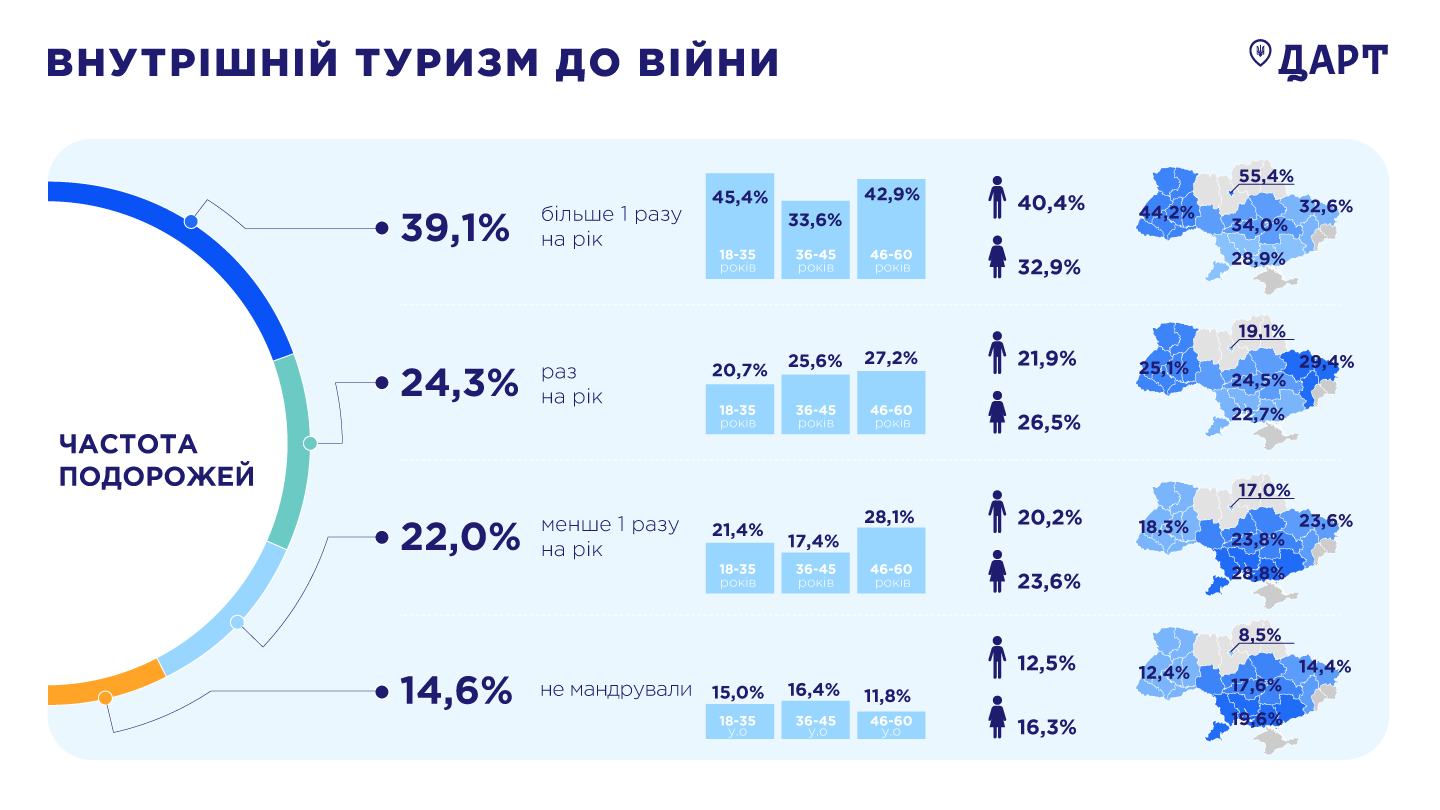 ВНУТРІШНІЙ ТУРИЗМ ДО ВІЙНИ
ДАРТ
ЧАСТОТА
ПОДОРОЖЕЙ
39,1%
більше 1 разу
на рік
45,4%
33,6%
42,9%
18-35
років
36-45
років
46-60
років
40,4%
32,9%
55,4%
44,2%
34,0%
32,6%
28,9%
24,3%
раз
на рік
20,7%
25,6%
27,2%
18-35
років
36-45
років
46-60
років
21,9%
26,5%
19,1%
25,1%
24,5%
29,4%
22,7%
22,0%
менше 1 разу
на рік
21,4%
17,4%
28,1%
18-35
років
36-45
років
46-60
років
20,2%
23,6%
17,0%
18,3%
23,8%
23,6%
28,8%
14,6%
не мандрували
15,0%
16,4%
11,8%
18-35
у.о
36-45
у.о
46-60
у.о
12,5%
16,3%
8,5%
12,4%
17,6%
14,4%
19,6%